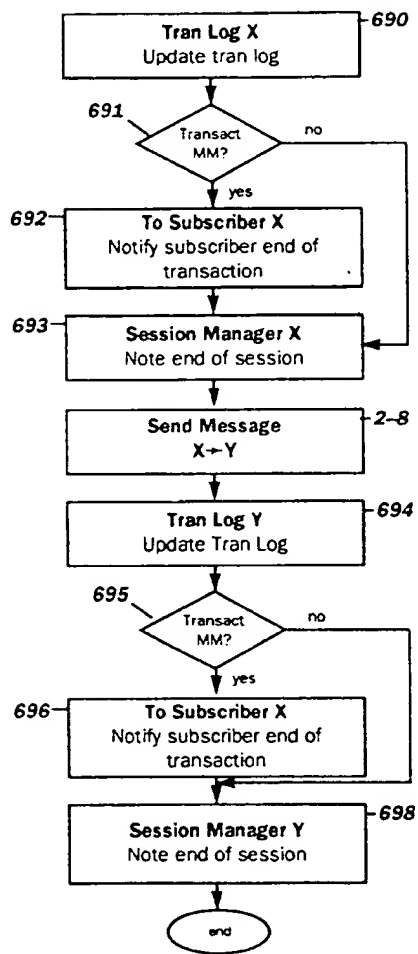 690
Tran Log X
Update tran log
691
Transact
MM?
no
yes
692
To Subscriber X
Notify subscriber end of
transaction
693
Session Manager X
Note end of session
2-8
Send Message
X→Y
694
Tran Log Y
Update Tran Log
695
Transact
MM?
no
yes
696
To Subscriber X
Notify subscriber end of
transaction
698
Session Manager Y
Note end of session
end